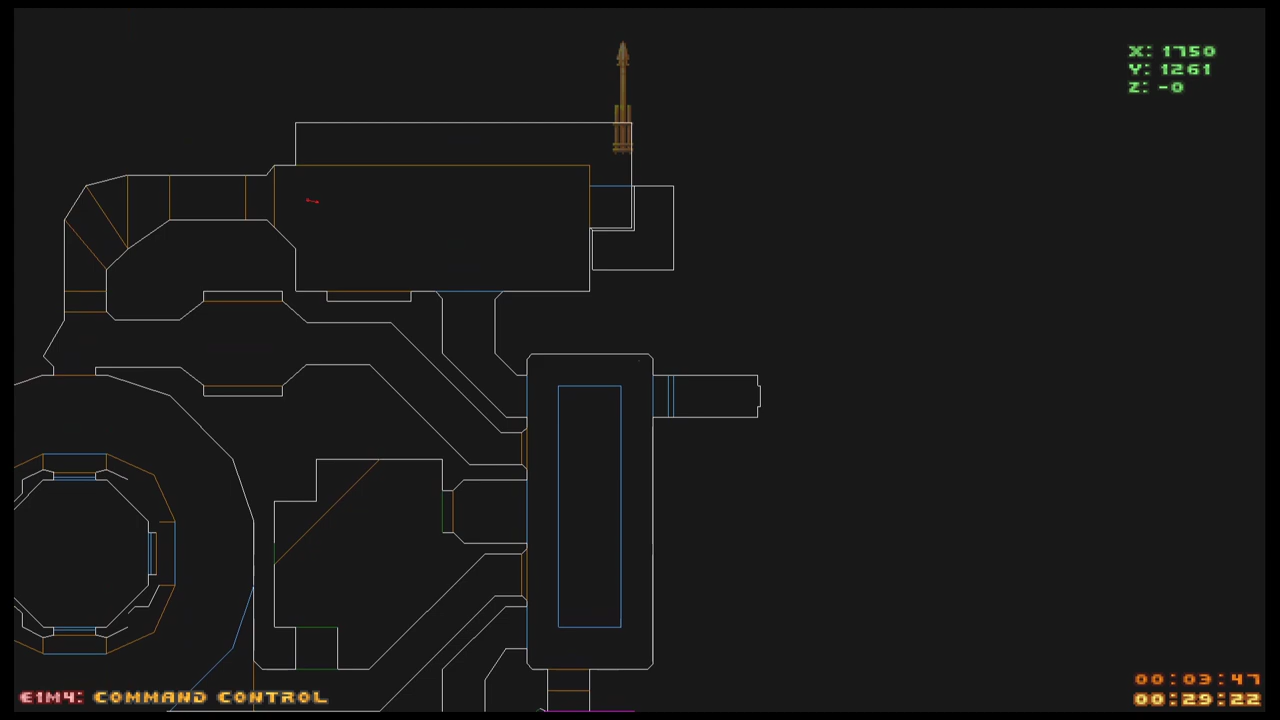 X: 1750
Y: 1261
Z: -0
00:03:47
E1M4: COMMAND CONTROL
00:29:22